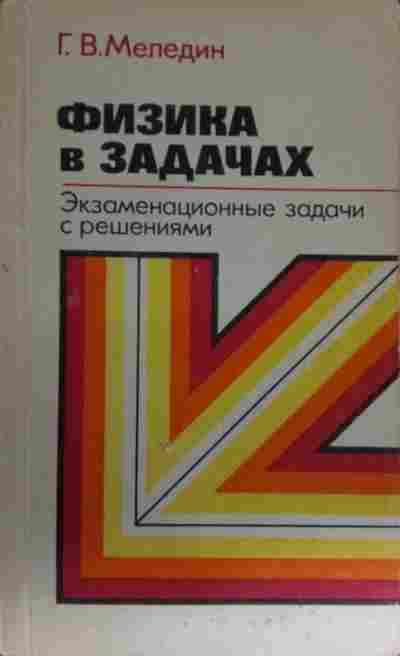 Г. В. Меледин
ФИЗИКА
В ЗАДАЧАХ
Экзаменационные задачи
с решениями